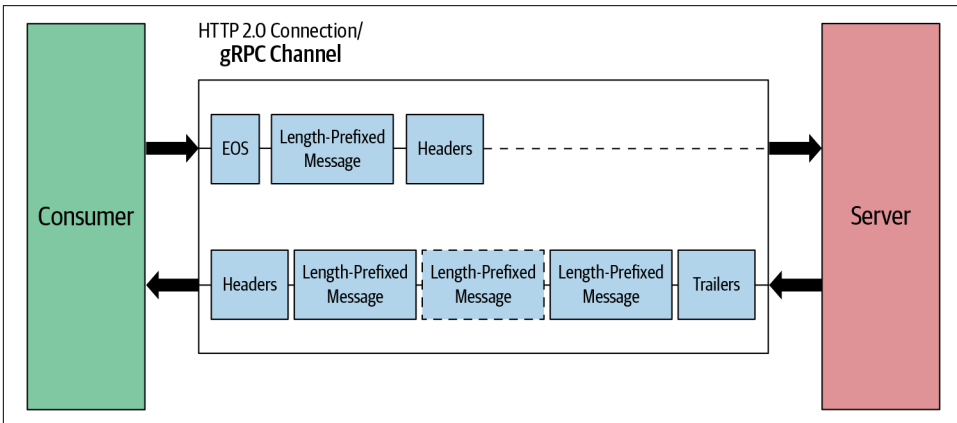 HTTP 2.0 Connection/
gRPC Channel
Consumer
EOS
Length-Prefixed
Message
Headers
Server
Headers
Length-Prefixed
Message
Length-Prefixed
Message
Length-Prefixed
Message
Trailers